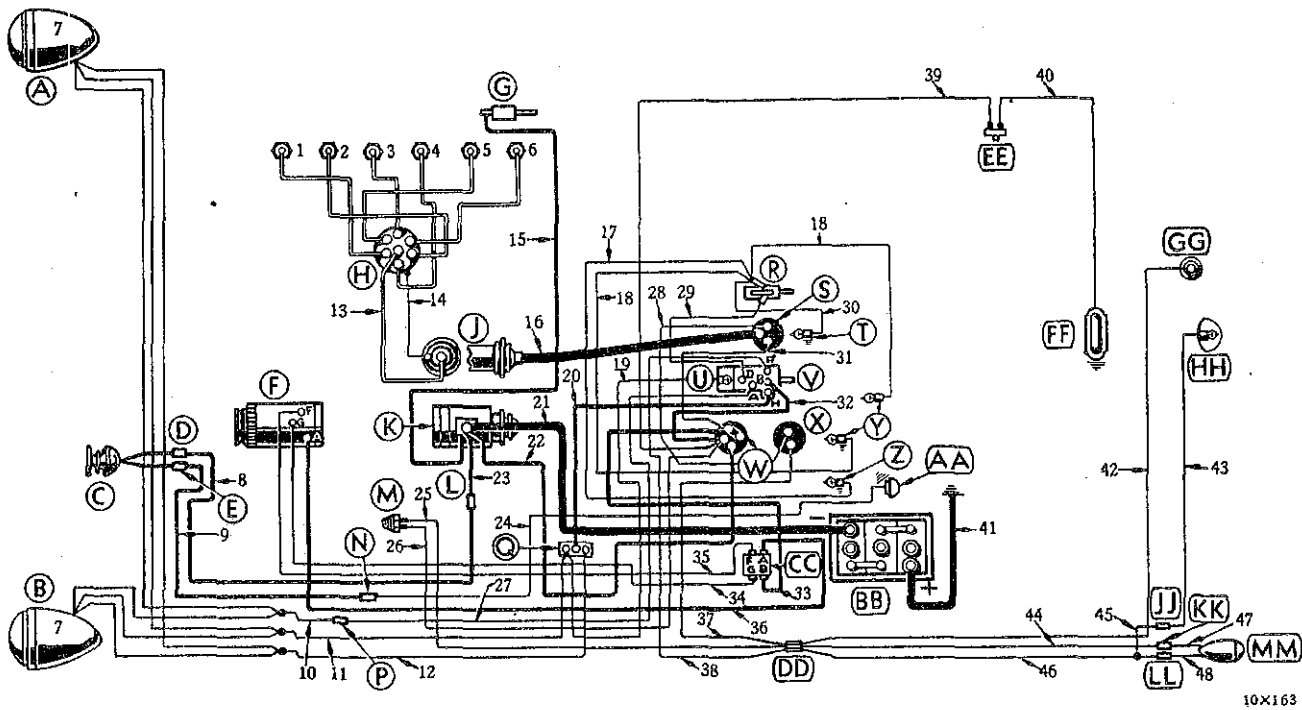 7
A
G
39
40
EE
1 2 3 4 5 6
15
17
18
R
GG
H
18
28
29
S
30
T
13
14
J
16
31
FF
HH
F
F
G
A
19
20
U
D
B
R
A
H
V
32
K
21
22
X
Y
D
C
E
8
L
23
W
Z
AA
42
43
M
25
24
41
9
26
N
Q
35
F A
G B
CC
B
27
34
33
BB
+
JJ
KK
7
37
36
44
45
47
10
11
P
12
38
DD
46
LL
48
MM
10X163